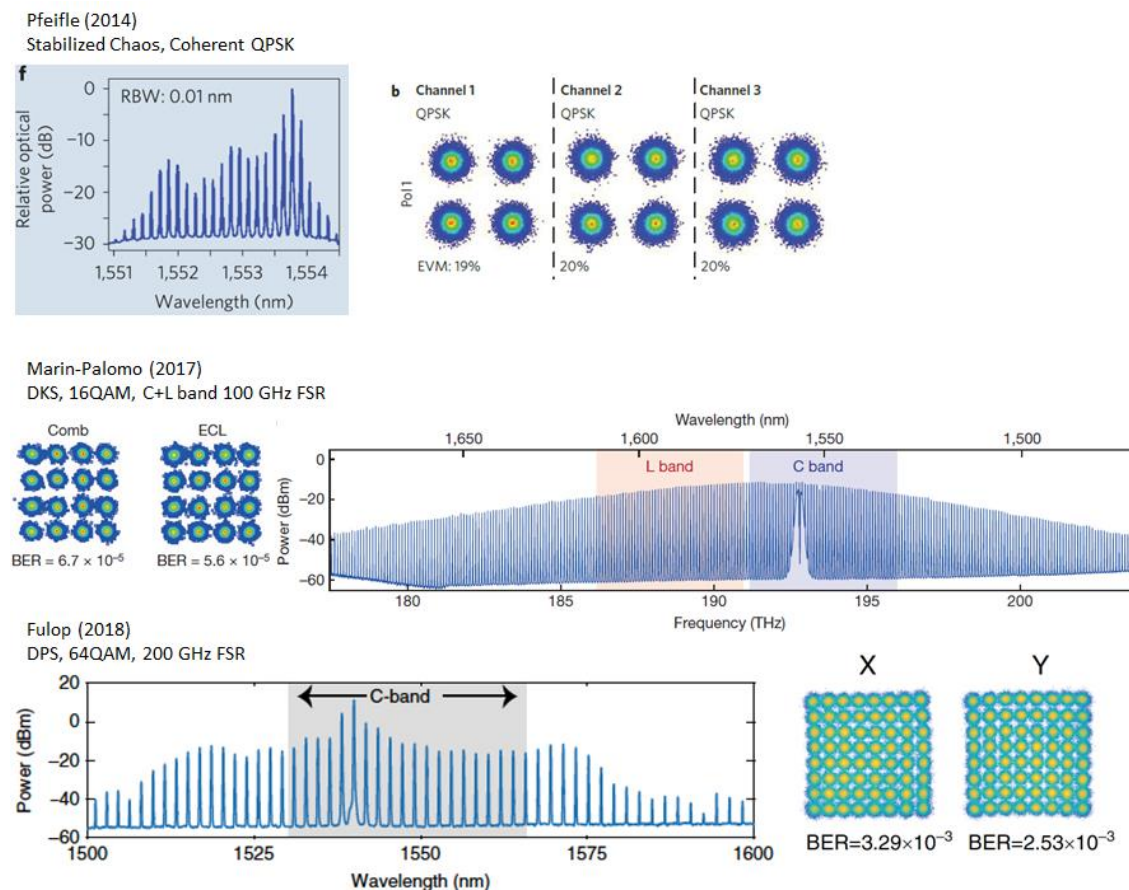 Pfeifle (2014)
Stabilized Chaos, Coherent QPSK
f
RBW: 0.01 nm
0
−10
−20
−30
Relative optical
power (dB)
1,551 1,552 1,553 1,554
Wavelength (nm)
b Channel 1 Channel 2 Channel 3
QPSK QPSK QPSK
Pol 1
EVM: 19% 20% 20%
Marin-Palomo (2017)
DKS, 16QAM, C+L band 100 GHz FSR
Comb ECL
BER = 6.7 × 10⁻⁵ BER = 5.6 × 10⁻⁵
Wavelength (nm)
1,650 1,600 1,550 1,500
L band C band
0
−20
−40
−60
Power (dBm)
180 185 190 195 200
Frequency (THz)
Fulop (2018)
DPS, 64QAM, 200 GHz FSR
20
0
-20
-40
-60
Power (dBm)
C-band
1500 1525 1550 1575 1600
Wavelength (nm)
X Y
BER=3.29×10⁻³ BER=2.53×10⁻³